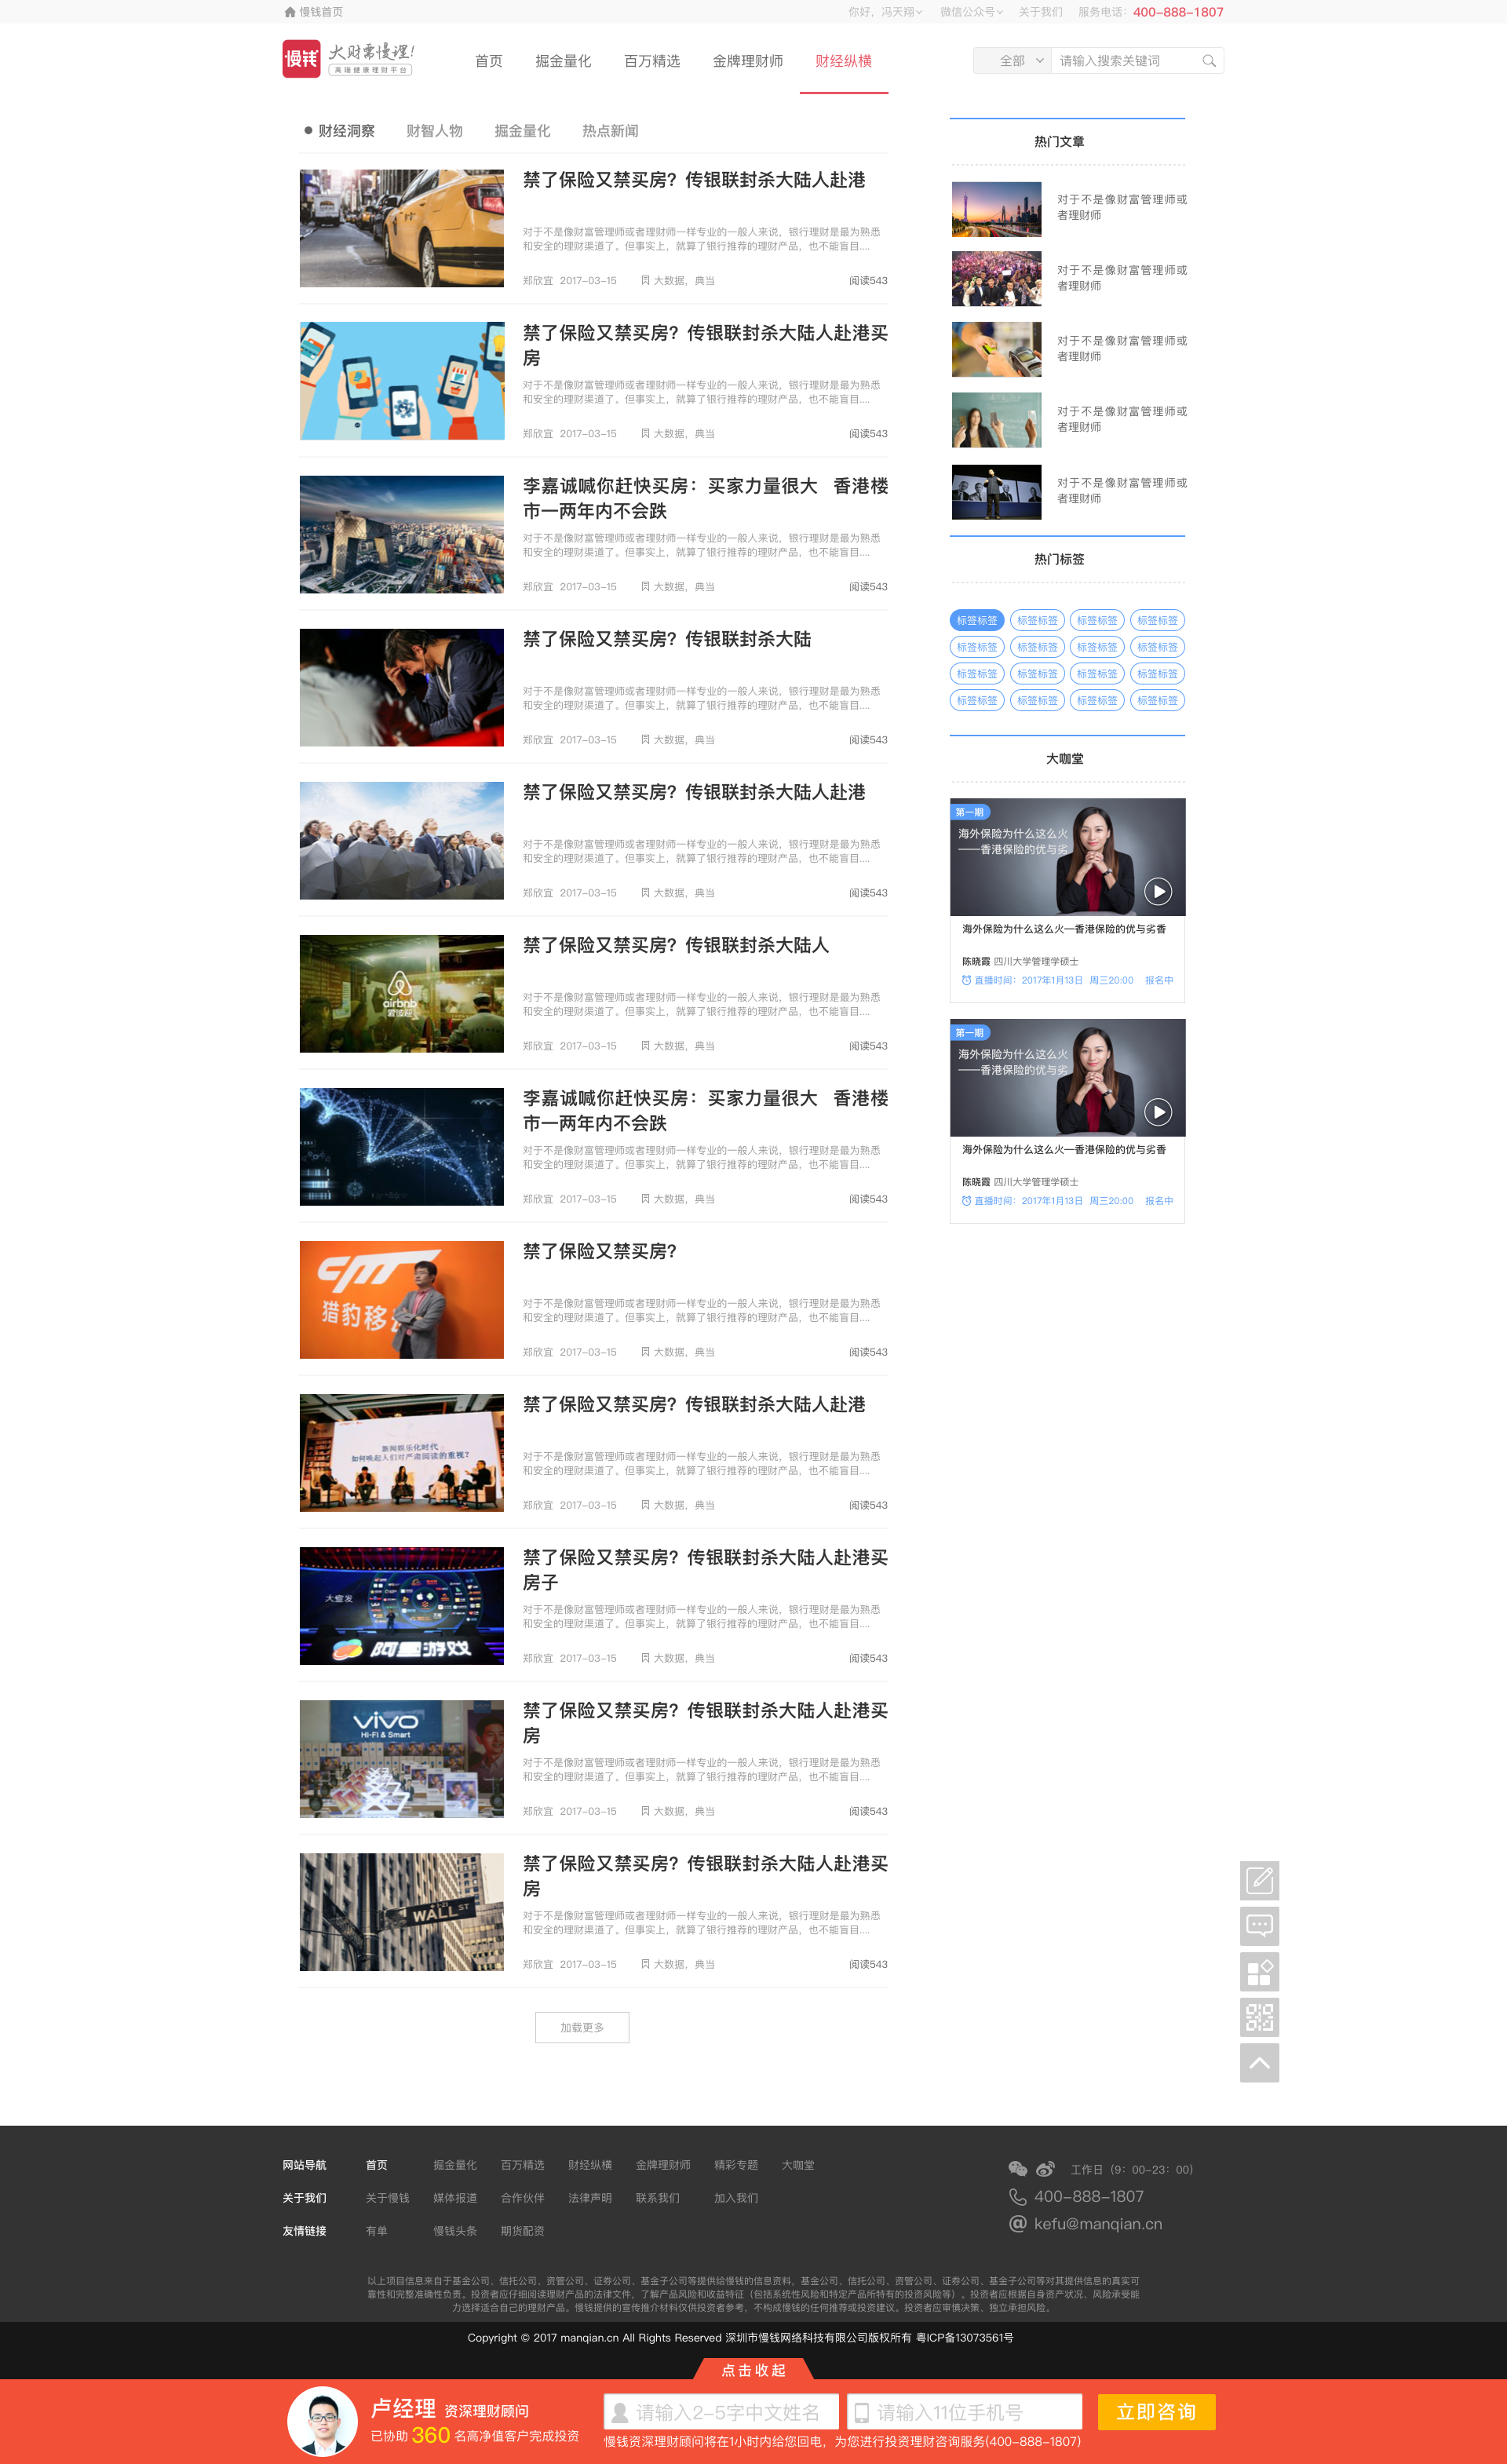 慢钱首页
你好，冯天翔 微信公众号 关于我们 服务电话：400-888-1807
慢钱 大财需慢理！
高端健康理财平台
首页 掘金量化 百万精选 金牌理财师 财经纵横
全部 请输入搜索关键词
财经洞察 财智人物 掘金量化 热点新闻
禁了保险又禁买房？传银联封杀大陆人赴港
对于不是像财富管理师或者理财师一样专业的一般人来说，银行理财是最为熟悉
和安全的理财渠道了。但事实上，就算了银行推荐的理财产品，也不能盲目....
郑欣宜 2017-03-15 大数据，典当 阅读543
禁了保险又禁买房？传银联封杀大陆人赴港买
房
对于不是像财富管理师或者理财师一样专业的一般人来说，银行理财是最为熟悉
和安全的理财渠道了。但事实上，就算了银行推荐的理财产品，也不能盲目....
郑欣宜 2017-03-15 大数据，典当 阅读543
李嘉诚喊你赶快买房：买家力量很大 香港楼
市一两年内不会跌
对于不是像财富管理师或者理财师一样专业的一般人来说，银行理财是最为熟悉
和安全的理财渠道了。但事实上，就算了银行推荐的理财产品，也不能盲目....
郑欣宜 2017-03-15 大数据，典当 阅读543
禁了保险又禁买房？传银联封杀大陆
对于不是像财富管理师或者理财师一样专业的一般人来说，银行理财是最为熟悉
和安全的理财渠道了。但事实上，就算了银行推荐的理财产品，也不能盲目....
郑欣宜 2017-03-15 大数据，典当 阅读543
禁了保险又禁买房？传银联封杀大陆人赴港
对于不是像财富管理师或者理财师一样专业的一般人来说，银行理财是最为熟悉
和安全的理财渠道了。但事实上，就算了银行推荐的理财产品，也不能盲目....
郑欣宜 2017-03-15 大数据，典当 阅读543
airbnb
爱彼迎
禁了保险又禁买房？传银联封杀大陆人
对于不是像财富管理师或者理财师一样专业的一般人来说，银行理财是最为熟悉
和安全的理财渠道了。但事实上，就算了银行推荐的理财产品，也不能盲目....
郑欣宜 2017-03-15 大数据，典当 阅读543
李嘉诚喊你赶快买房：买家力量很大 香港楼
市一两年内不会跌
对于不是像财富管理师或者理财师一样专业的一般人来说，银行理财是最为熟悉
和安全的理财渠道了。但事实上，就算了银行推荐的理财产品，也不能盲目....
郑欣宜 2017-03-15 大数据，典当 阅读543
猎豹移
禁了保险又禁买房？
对于不是像财富管理师或者理财师一样专业的一般人来说，银行理财是最为熟悉
和安全的理财渠道了。但事实上，就算了银行推荐的理财产品，也不能盲目....
郑欣宜 2017-03-15 大数据，典当 阅读543
新闻娱乐化时代
如何唤起人们对严肃阅读的重视？
禁了保险又禁买房？传银联封杀大陆人赴港
对于不是像财富管理师或者理财师一样专业的一般人来说，银行理财是最为熟悉
和安全的理财渠道了。但事实上，就算了银行推荐的理财产品，也不能盲目....
郑欣宜 2017-03-15 大数据，典当 阅读543
阿里游戏
禁了保险又禁买房？传银联封杀大陆人赴港买
房子
对于不是像财富管理师或者理财师一样专业的一般人来说，银行理财是最为熟悉
和安全的理财渠道了。但事实上，就算了银行推荐的理财产品，也不能盲目....
郑欣宜 2017-03-15 大数据，典当 阅读543
vivo
Hi-Fi & Smart
禁了保险又禁买房？传银联封杀大陆人赴港买
房
对于不是像财富管理师或者理财师一样专业的一般人来说，银行理财是最为熟悉
和安全的理财渠道了。但事实上，就算了银行推荐的理财产品，也不能盲目....
郑欣宜 2017-03-15 大数据，典当 阅读543
WALL ST
禁了保险又禁买房？传银联封杀大陆人赴港买
房
对于不是像财富管理师或者理财师一样专业的一般人来说，银行理财是最为熟悉
和安全的理财渠道了。但事实上，就算了银行推荐的理财产品，也不能盲目....
郑欣宜 2017-03-15 大数据，典当 阅读543
加载更多
热门文章
对于不是像财富管理师或
者理财师
对于不是像财富管理师或
者理财师
对于不是像财富管理师或
者理财师
对于不是像财富管理师或
者理财师
对于不是像财富管理师或
者理财师
热门标签
标签标签 标签标签 标签标签 标签标签
标签标签 标签标签 标签标签 标签标签
标签标签 标签标签 标签标签 标签标签
标签标签 标签标签 标签标签 标签标签
大咖堂
第一期
海外保险为什么这么火
——香港保险的优与劣
海外保险为什么这么火—香港保险的优与劣香
陈晓霞 四川大学管理学硕士
直播时间：2017年1月13日 周三20:00 报名中
第一期
海外保险为什么这么火
——香港保险的优与劣
海外保险为什么这么火—香港保险的优与劣香
陈晓霞 四川大学管理学硕士
直播时间：2017年1月13日 周三20:00 报名中
网站导航 首页 掘金量化 百万精选 财经纵横 金牌理财师 精彩专题 大咖堂
关于我们 关于慢钱 媒体报道 合作伙伴 法律声明 联系我们 加入我们
友情链接 有单 慢钱头条 期货配资
工作日（9：00-23：00）
400-888-1807
kefu@manqian.cn
以上项目信息来自于基金公司、信托公司、资管公司、证券公司、基金子公司等提供给慢钱的信息资料，基金公司、信托公司、资管公司、证券公司、基金子公司等对其提供信息的真实可
靠性和完整准确性负责。投资者应仔细阅读理财产品的法律文件，了解产品风险和收益特征（包括系统性风险和特定产品所特有的投资风险等）。投资者应根据自身资产状况、风险承受能
力选择适合自己的理财产品。慢钱提供的宣传推介材料仅供投资者参考，不构成慢钱的任何推荐或投资建议。投资者应审慎决策、独立承担风险。
Copyright © 2017 manqian.cn All Rights Reserved 深圳市慢钱网络科技有限公司版权所有 粤ICP备13073561号
点击收起
卢经理 资深理财顾问
已协助 360 名高净值客户完成投资
请输入2-5字中文姓名 请输入11位手机号 立即咨询
慢钱资深理财顾问将在1小时内给您回电，为您进行投资理财咨询服务(400-888-1807)